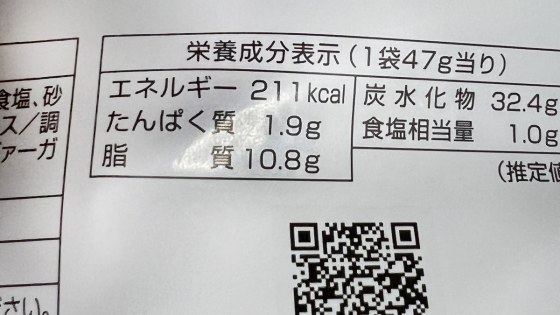 食塩、砂
ス／調
ァーガ
ださい。
栄養成分表示(1袋47g当り)
エネルギー 211kcal
たんぱく質 1.9g
脂質 10.8g
炭水化物 32.4g
食塩相当量 1.0g
(推定値